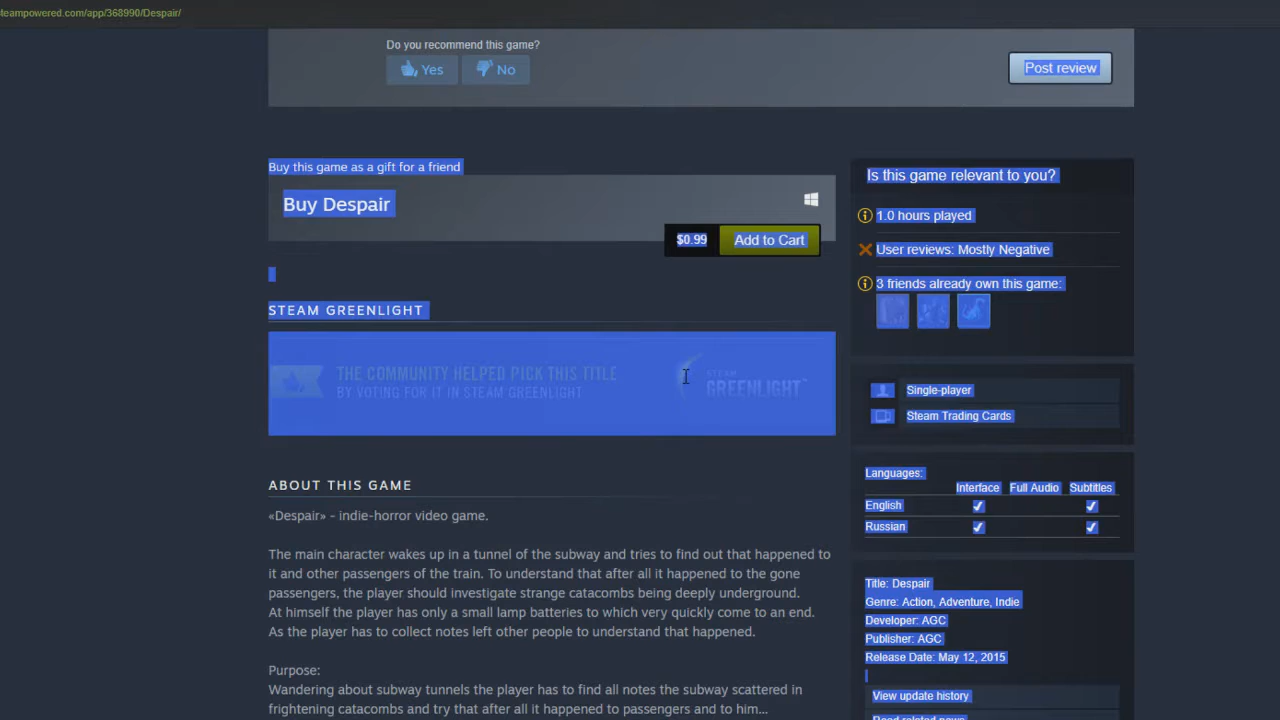 teampowered.com/app/368990/Despair/
Do you recommend this game?
Yes
No
Post review
Buy this game as a gift for a friend
Buy Despair
$0.99
Add to Cart
STEAM GREENLIGHT
THE COMMUNITY HELPED PICK THIS TITLE
BY VOTING FOR IT IN STEAM GREENLIGHT
STEAM
GREENLIGHT™
ABOUT THIS GAME
«Despair» - indie-horror video game.
The main character wakes up in a tunnel of the subway and tries to find out that happened to
it and other passengers of the train. To understand that after all it happened to the gone
passengers, the player should investigate strange catacombs being deeply underground.
At himself the player has only a small lamp batteries to which very quickly come to an end.
As the player has to collect notes left other people to understand that happened.
Purpose:
Wandering about subway tunnels the player has to find all notes the subway scattered in
frightening catacombs and try that after all it happened to passengers and to him...
Is this game relevant to you?
1.0 hours played
User reviews: Mostly Negative
3 friends already own this game:
Single-player
Steam Trading Cards
Languages:
Interface Full Audio Subtitles
English
Russian
Title: Despair
Genre: Action, Adventure, Indie
Developer: AGC
Publisher: AGC
Release Date: May 12, 2015
View update history
Read related news